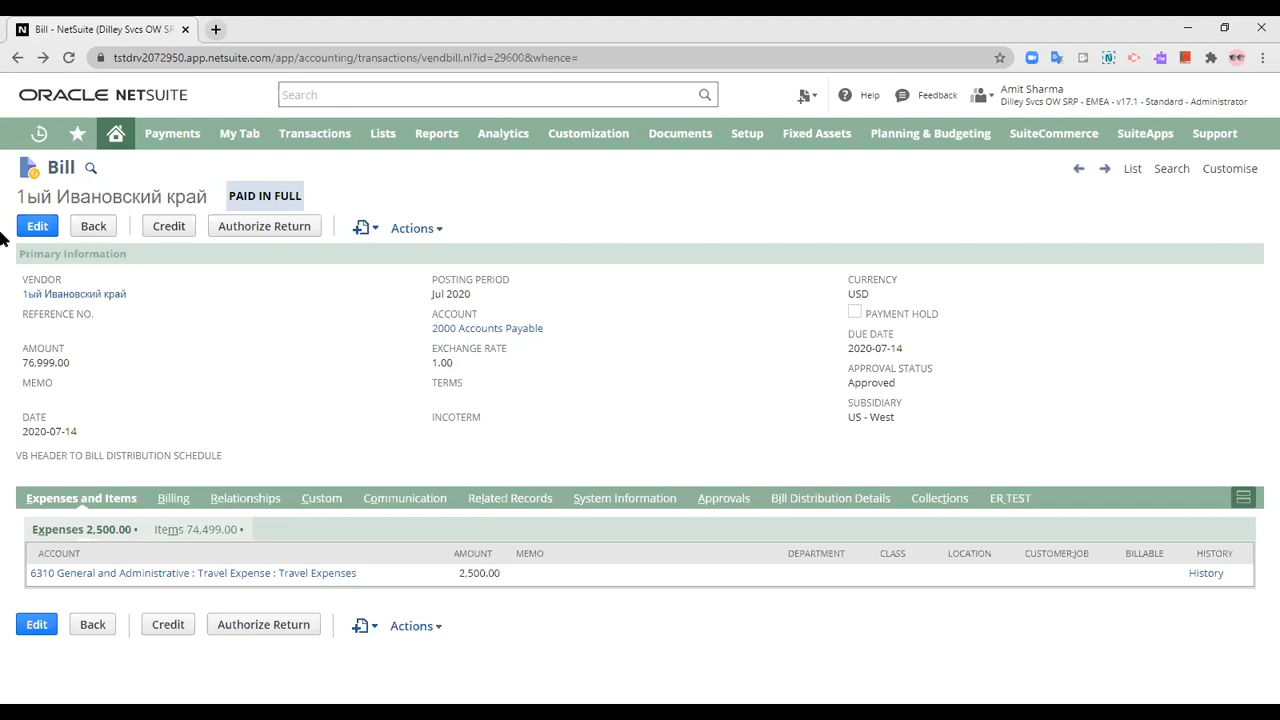 Bill - NetSuite (Dilley Svcs OW SR
tstdrv2072950.app.netsuite.com/app/accounting/transactions/vendbill.nl?id=29600&whence=
ORACLE NETSUITE
Search
Help
Feedback
Amit Sharma
Dilley Svcs OW SRP - EMEA - v17.1 - Standard - Administrator
Payments My Tab Transactions Lists Reports Analytics Customization Documents Setup Fixed Assets Planning & Budgeting SuiteCommerce SuiteApps Support
Bill
List Search Customise
1ый Ивановский край PAID IN FULL
Edit Back Credit Authorize Return Actions
Primary Information
VENDOR
1ый Ивановский край
REFERENCE NO.
AMOUNT
76,999.00
MEMO
DATE
2020-07-14
VB HEADER TO BILL DISTRIBUTION SCHEDULE
POSTING PERIOD
Jul 2020
ACCOUNT
2000 Accounts Payable
EXCHANGE RATE
1.00
TERMS
INCOTERM
CURRENCY
USD
PAYMENT HOLD
DUE DATE
2020-07-14
APPROVAL STATUS
Approved
SUBSIDIARY
US - West
Expenses and Items Billing Relationships Custom Communication Related Records System Information Approvals Bill Distribution Details Collections ER_TEST
Expenses 2,500.00 • Items 74,499.00 •
ACCOUNT AMOUNT MEMO DEPARTMENT CLASS LOCATION CUSTOMER:JOB BILLABLE HISTORY
6310 General and Administrative : Travel Expense : Travel Expenses 2,500.00 History
Edit Back Credit Authorize Return Actions